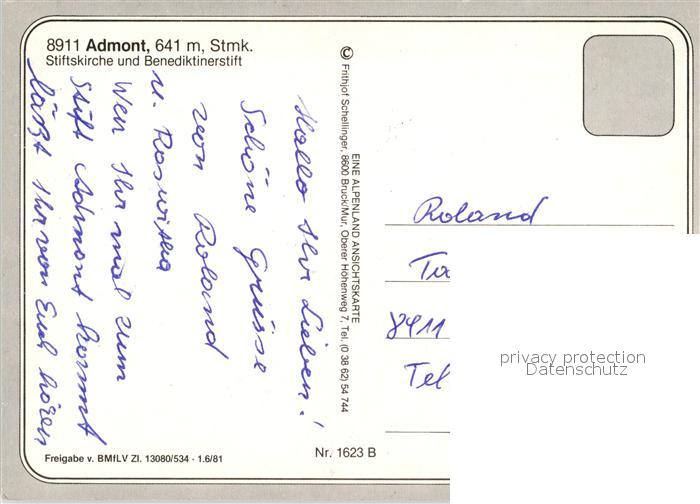 8911 Admont, 641 m, Stmk.
Stiftskirche und Benediktinerstift
Hallo Ihr Lieben!
Schöne Grüsse
von Roland
u. Roswitha
Wen Ihr mal zum
Stift Admont kommt
läßt Ihr von Euch hören
© Frithjof Schellinger, 8600 Bruck/Mur, Oberer Höhenweg 7, Tel. (0 38 62) 54 7 44
EINE ALPENLAND ANSICHTSKARTE
Roland
8911
Tel
privacy protection
Datenschutz
Nr. 1623 B
Freigabe v. BMfLV Zl. 13080/534 - 1.6/81